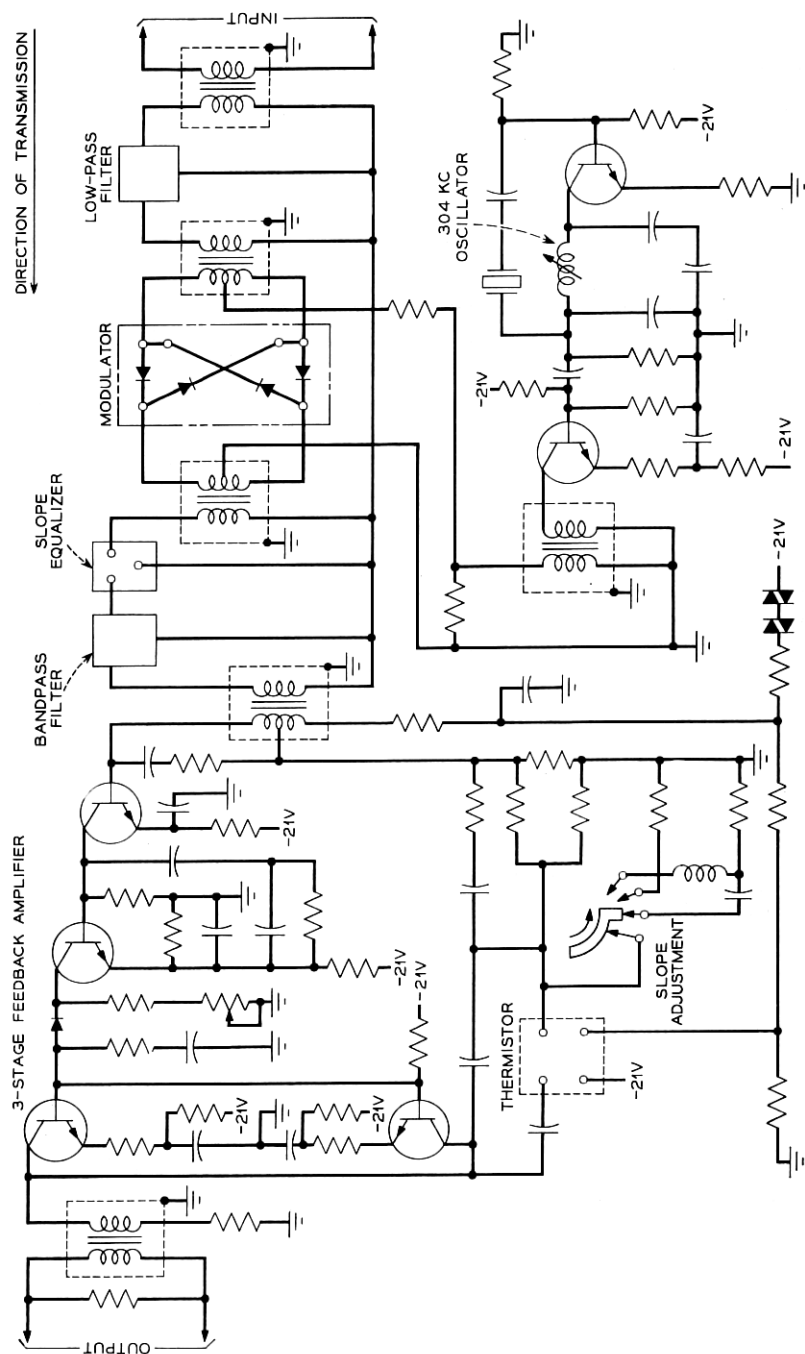 DIRECTION OF TRANSMISSION
INPUT
LOW-PASS
FILTER
MODULATOR
SLOPE
EQUALIZER
BANDPASS
FILTER
3-STAGE FEEDBACK AMPLIFIER
OUTPUT
304 KC
OSCILLATOR
-21V
-21V
-21V
-21V
-21V
-21V
-21V
-21V
-21V
SLOPE
ADJUSTMENT
THERMISTOR
-21V